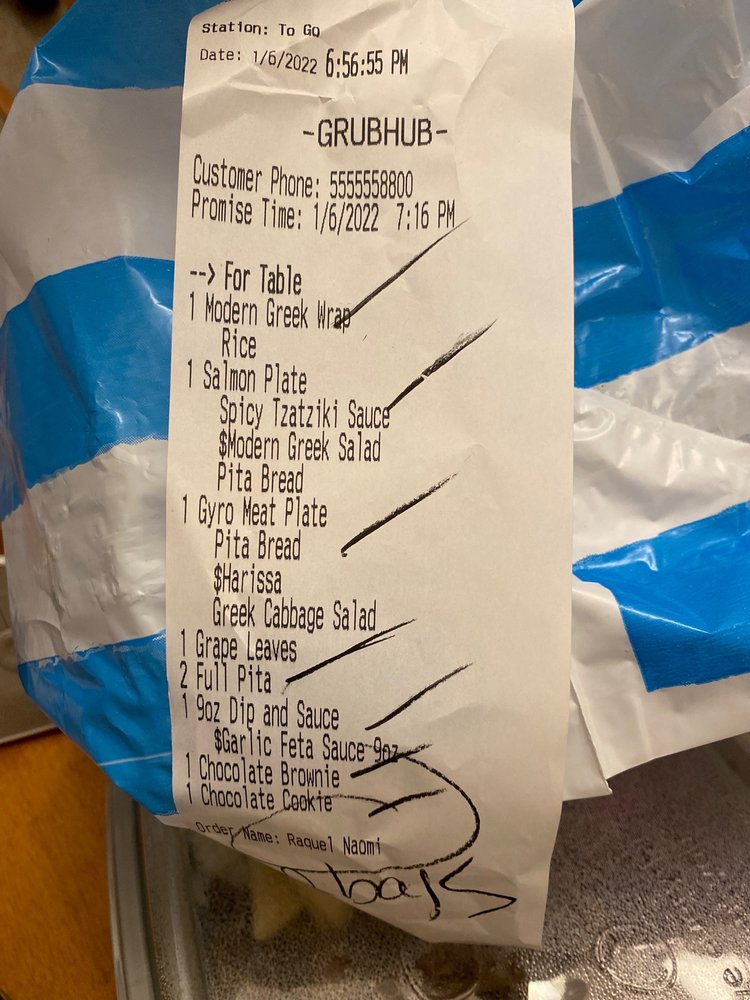 Station: To Go
Date: 1/6/2022 6:56:55 PM
-GRUBHUB-
Customer Phone: 5555558800
Promise Time: 1/6/2022 7:16 PM
--> For Table
1 Modern Greek Wrap
Rice
1 Salmon Plate
Spicy Tzatziki Sauce
$Modern Greek Salad
Pita Bread
1 Gyro Meat Plate
Pita Bread
$Harissa
Greek Cabbage Salad
1 Grape Leaves
2 Full Pita
1 9oz Dip and Sauce
$Garlic Feta Sauce 9oz
1 Chocolate Brownie
1 Chocolate Cookie
Order Name: Raquel Naomi
bags